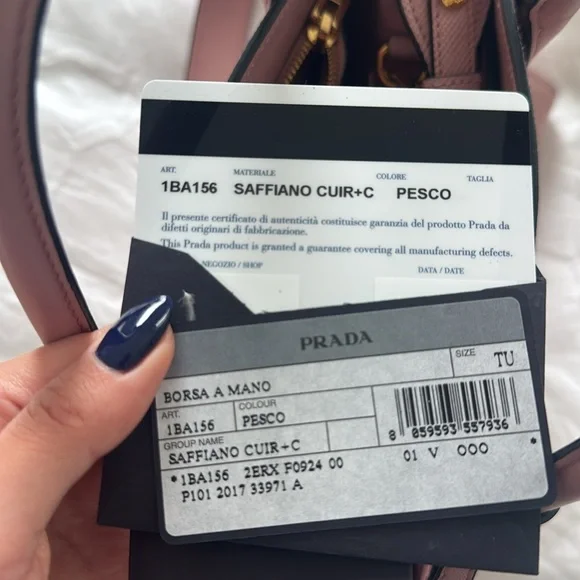 ART. MATERIALE COLORE TAGLIA
1BA156 SAFFIANO CUIR+C PESCO
Il presente certificato di autenticità costituisce garanzia del prodotto Prada da
difetti originari di fabbricazione.
This Prada product is granted a guarantee covering all manufacturing defects.
NEGOZIO / SHOP DATA / DATE
PRADA
SIZE TU
BORSA A MANO
ART. COLOUR
1BA156 PESCO
GROUP NAME
SAFFIANO CUIR+C
8 059593 557936
*1BA156 2ERX F0924 00 01 V OOO *
P101 2017 33971 A